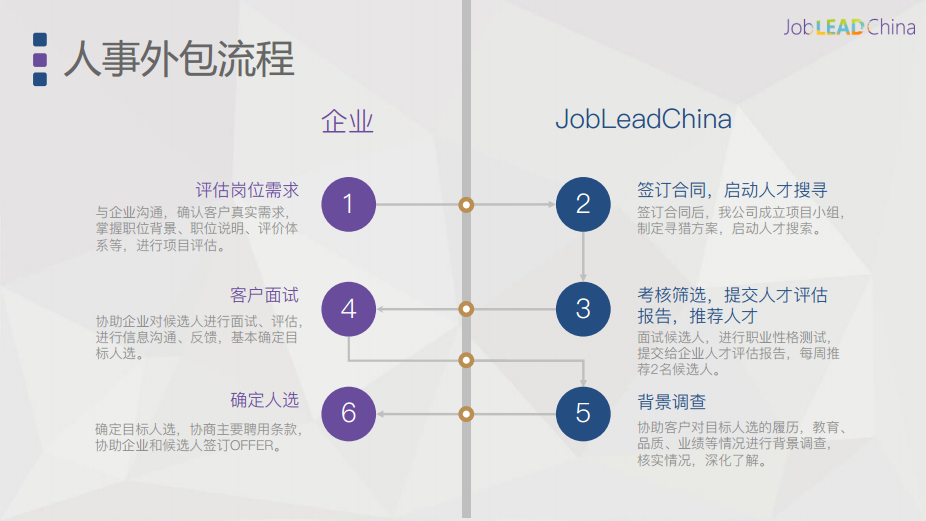 JobLEADChina
人事外包流程
企业
JobLeadChina
评估岗位需求
与企业沟通，确认客户真实需求，
掌握职位背景、职位说明、评价体
系等，进行项目评估。
1
2
签订合同，启动人才搜寻
签订合同后，我公司成立项目小组，
制定寻猎方案，启动人才搜索。
客户面试
协助企业对候选人进行面试、评估，
进行信息沟通、反馈，基本确定目
标人选。
4
3
考核筛选，提交人才评估
报告，推荐人才
面试候选人，进行职业性格测试，
提交给企业人才评估报告，每周推
荐2名候选人。
确定人选
确定目标人选，协商主要聘用条款，
协助企业和候选人签订OFFER。
6
5
背景调查
协助客户对目标人选的履历，教育、
品质、业绩等情况进行背景调查，
核实情况，深化了解。